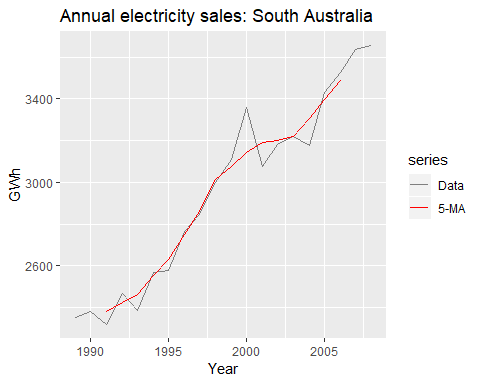 Annual electricity sales: South Australia
GWh
3400
3000
2600
1990 1995 2000 2005
Year
series
Data
5-MA